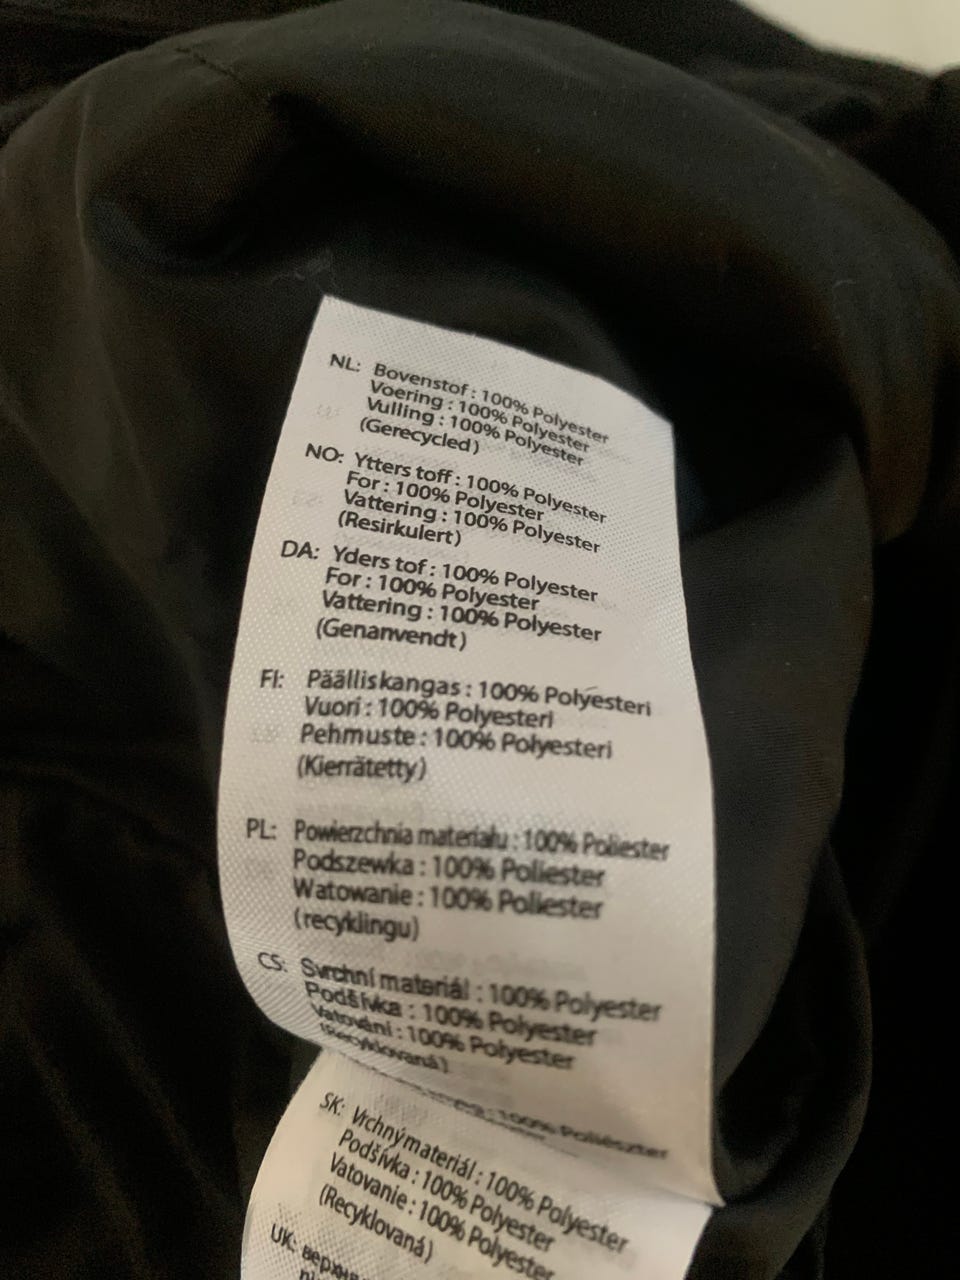 NL: Bovenstof : 100% Polyester
Voering : 100% Polyester
Vulling : 100% Polyester
(Gerecycled)
NO: Ytters toff : 100% Polyester
For : 100% Polyester
Vattering : 100% Polyester
(Resirkulert)
DA: Yders tof : 100% Polyester
For : 100% Polyester
Vattering : 100% Polyester
(Genanvendt)
FI: Päälliskangas : 100% Polyesteri
Vuori : 100% Polyesteri
Pehmuste : 100% Polyesteri
(Kierrätetty)
PL: Powierzchnia materiału : 100% Poliester
Podszewka : 100% Poliester
Watowanie : 100% Poliester
(recyklingu)
CS: Svrchní materiál : 100% Polyester
Podšívka : 100% Polyester
Vatování : 100% Polyester
(Recyklovaná)
: 100% Poliészter
SK: Vrchný materiál : 100% Polyester
Podšívka : 100% Polyester
Vatovanie : 100% Polyester
(Recyklovaná)
UK: